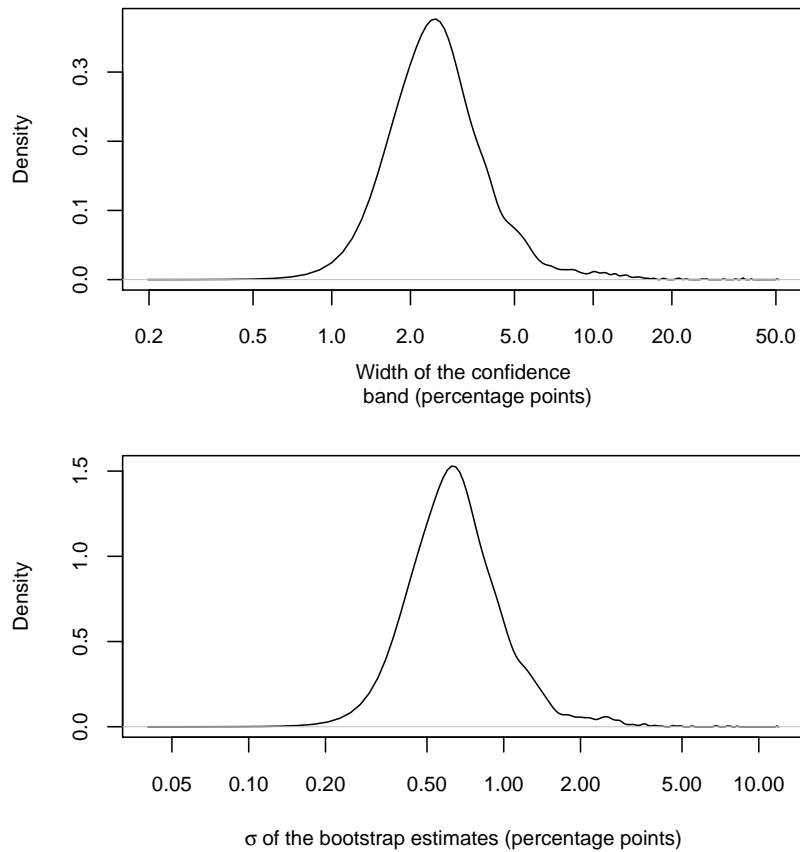 Density
0.3
0.2
0.1
0.0
0.2 0.5 1.0 2.0 5.0 10.0 20.0 50.0
Width of the confidence
band (percentage points)
Density
1.5
1.0
0.5
0.0
0.05 0.10 0.20 0.50 1.00 2.00 5.00 10.00
σ of the bootstrap estimates (percentage points)